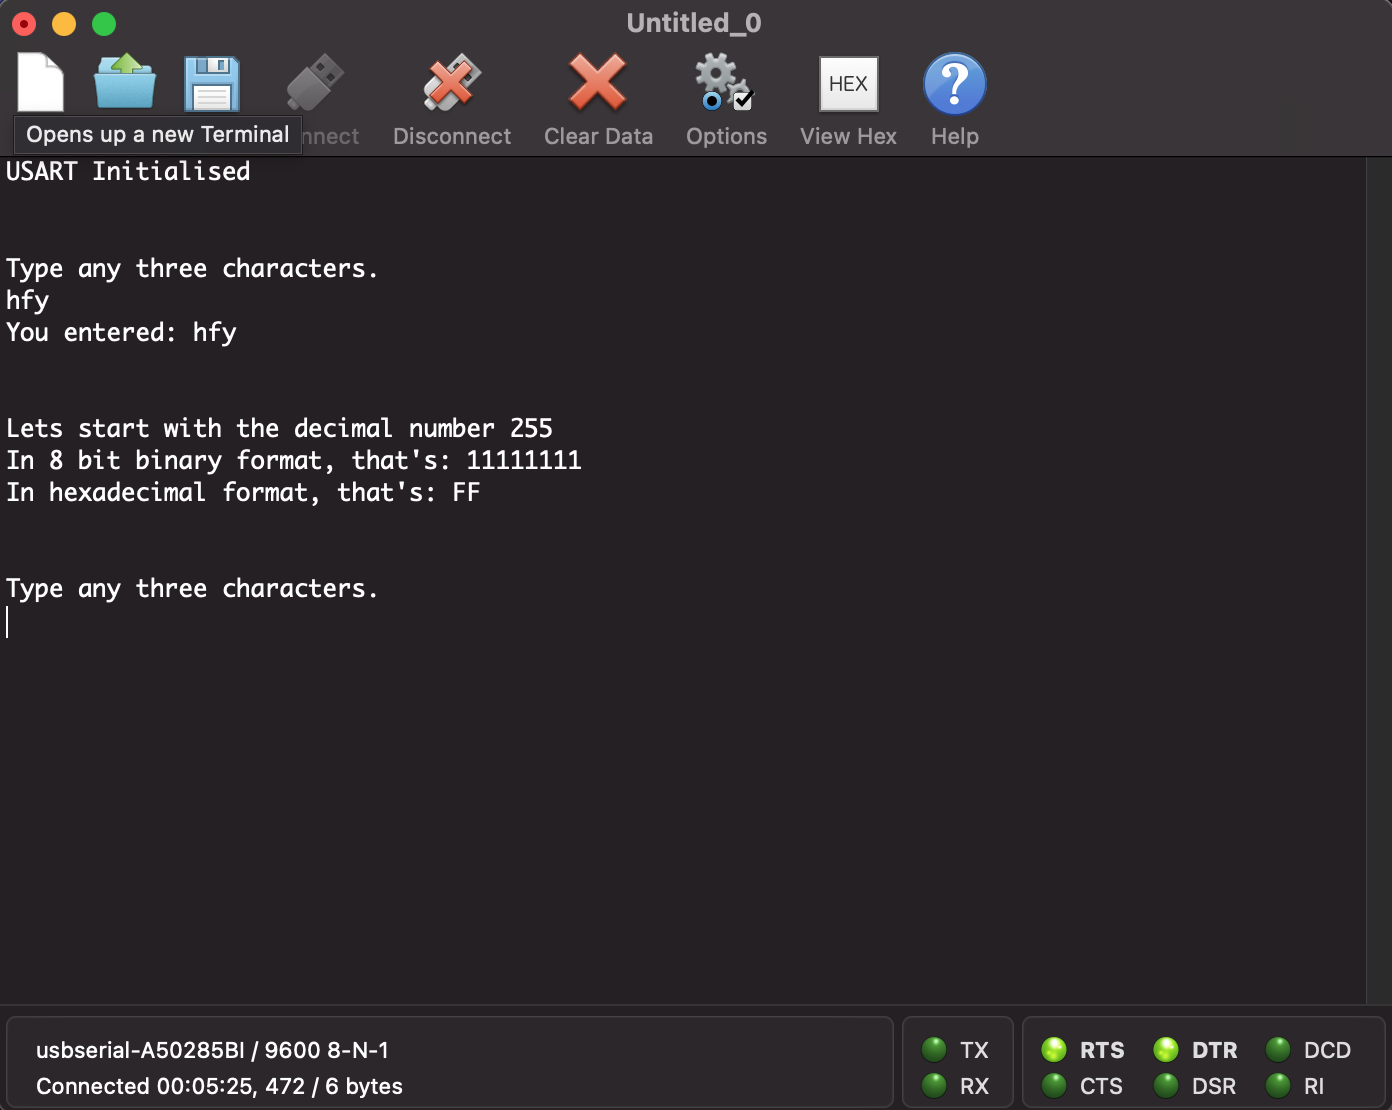 Untitled_0
Opens up a new Terminal
nnect
Disconnect
Clear Data
Options
HEX
View Hex
?
Help
USART Initialised
Type any three characters.
hfy
You entered: hfy
Lets start with the decimal number 255
In 8 bit binary format, that's: 11111111
In hexadecimal format, that's: FF
Type any three characters.
usbserial-A50285BI / 9600 8-N-1
Connected 00:05:25, 472 / 6 bytes
TX
RX
RTS
DTR
DCD
CTS
DSR
RI